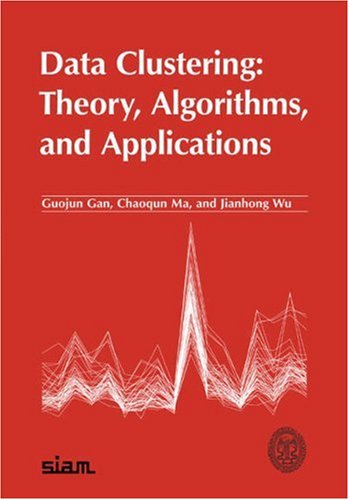 Data Clustering:
Theory, Algorithms,
and Applications
Guojun Gan, Chaoqun Ma, and Jianhong Wu
siam